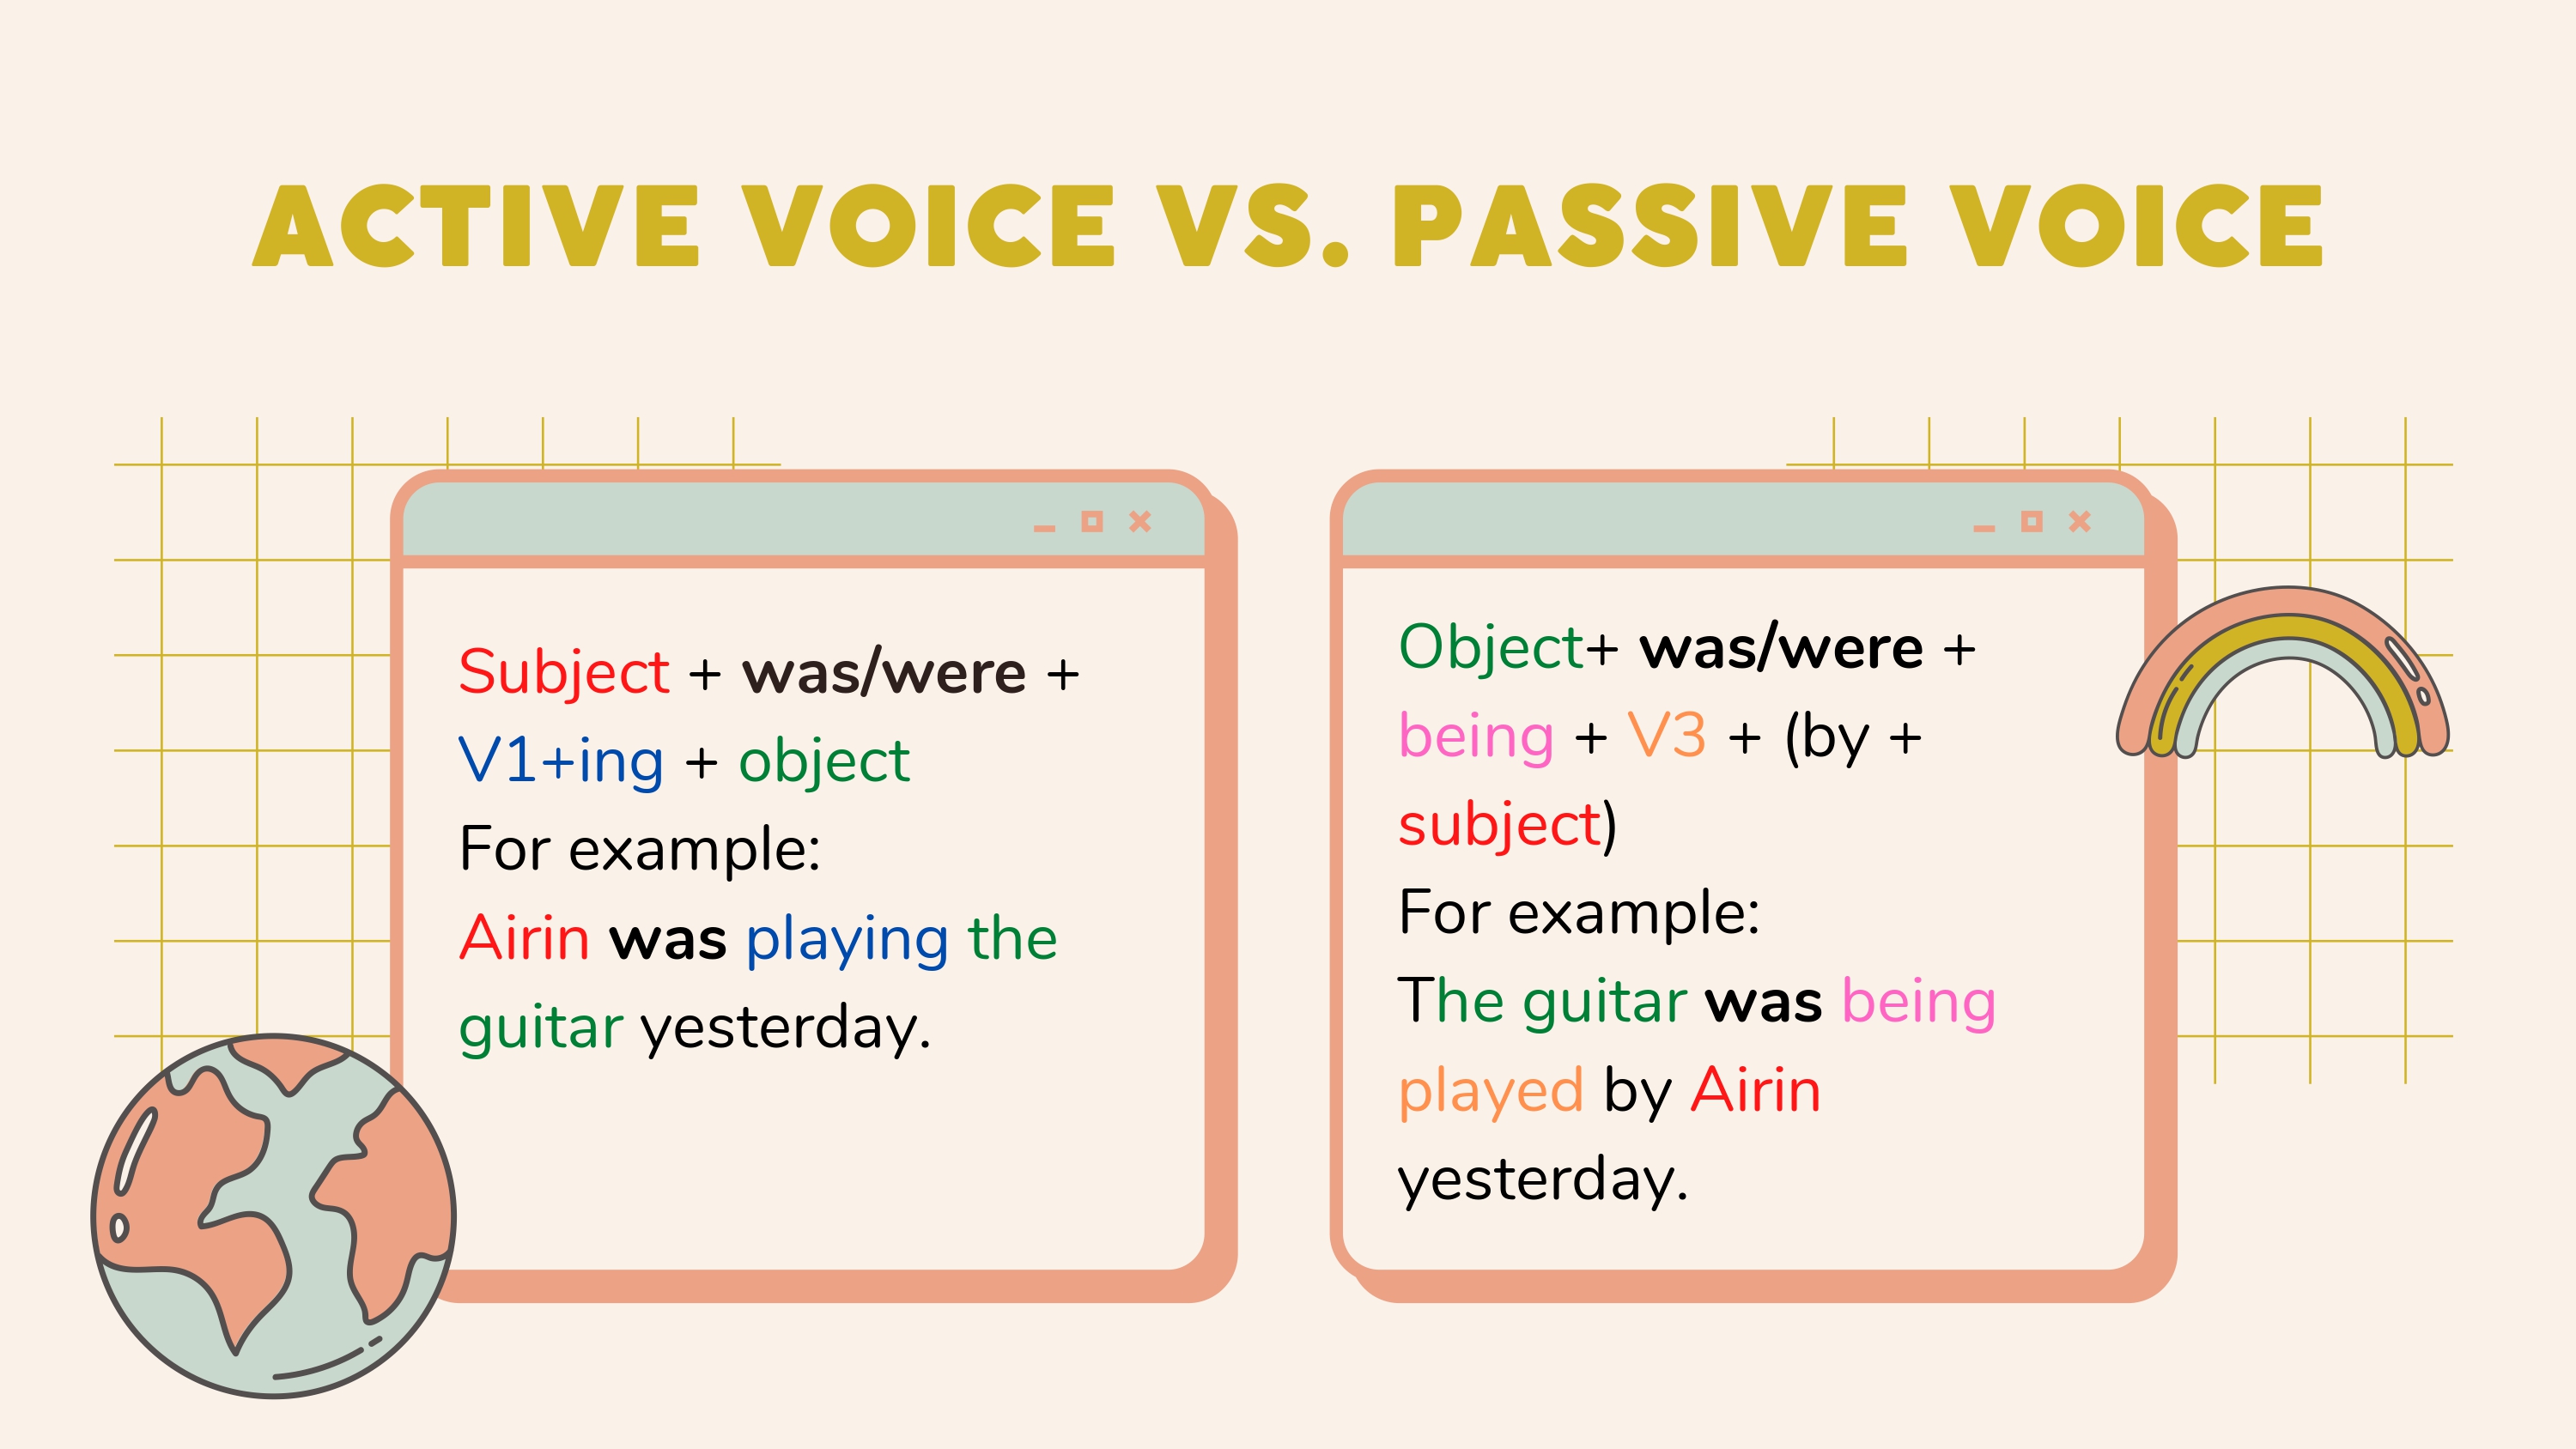 ACTIVE VOICE VS. PASSIVE VOICE
Subject + was/were +
V1+ing + object
For example:
Airin was playing the
guitar yesterday.
Object+ was/were +
being + V3 + (by +
subject)
For example:
The guitar was being
played by Airin
yesterday.